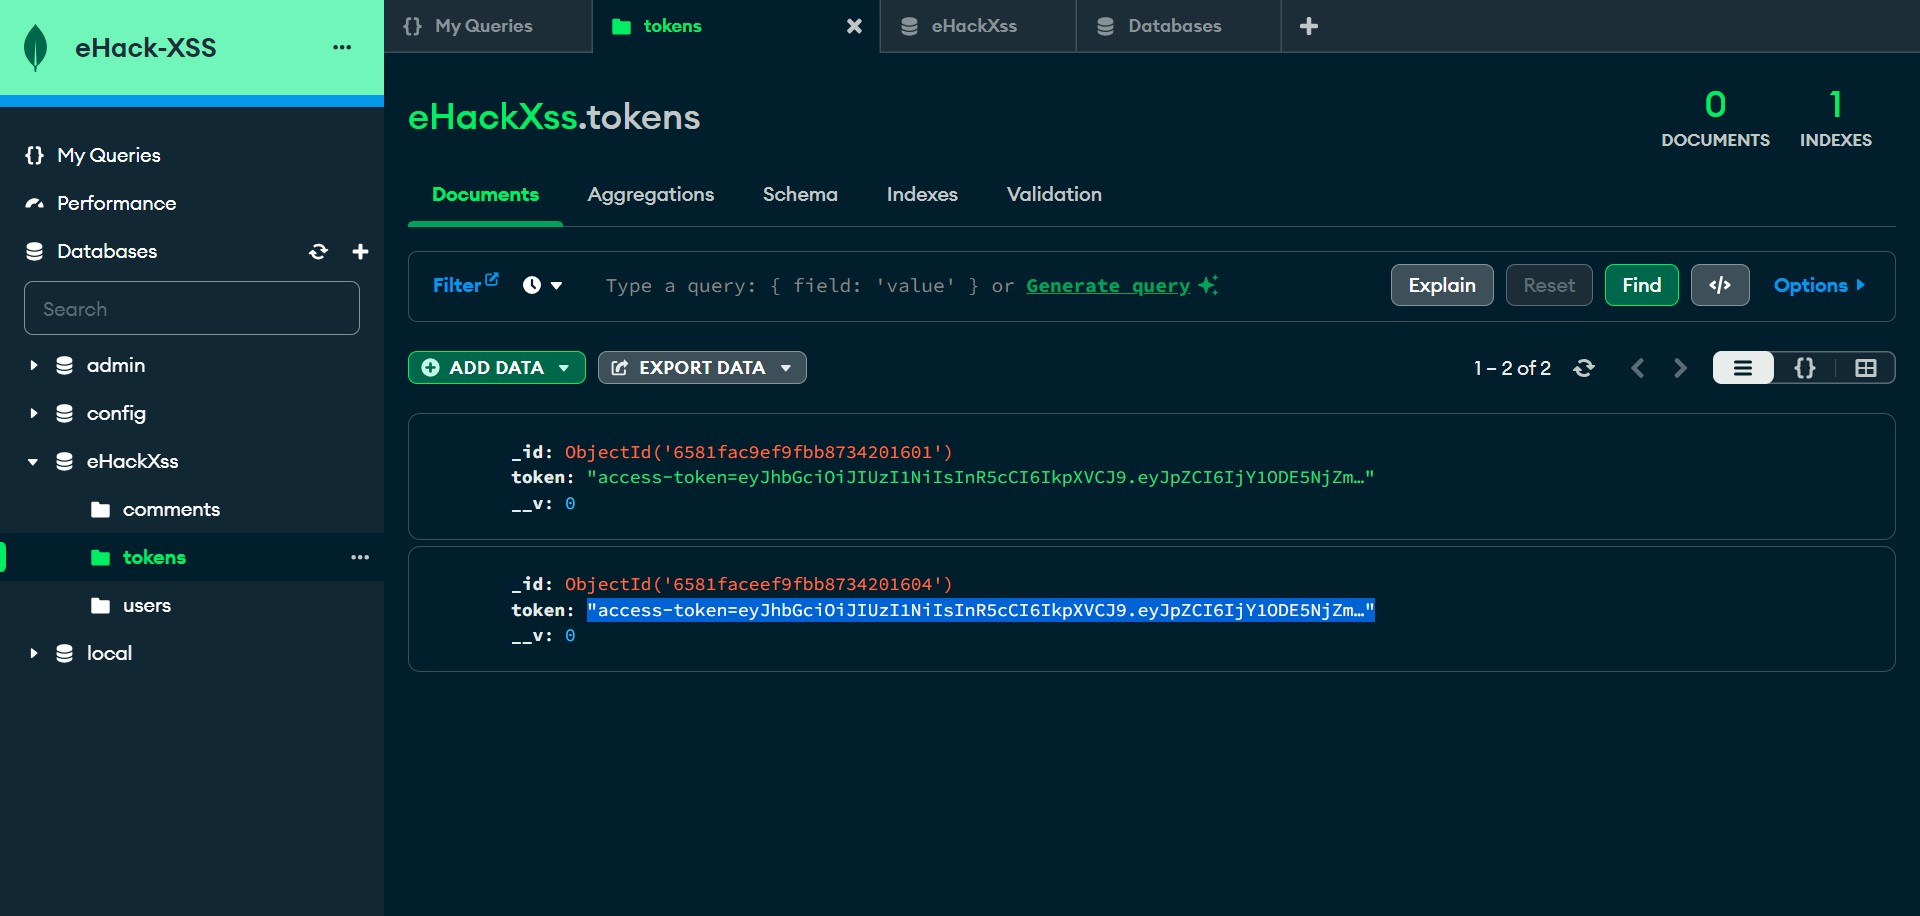 eHack-XSS
My Queries
Performance
Databases
Search
admin
config
eHackXss
comments
tokens
users
local
{} My Queries
tokens
eHackXss
Databases
eHackXss.tokens
0
DOCUMENTS
1
INDEXES
Documents Aggregations Schema Indexes Validation
Filter Type a query: { field: 'value' } or Generate query Explain Reset Find </> Options
ADD DATA EXPORT DATA 1 – 2 of 2 {}
_id: ObjectId('6581fac9ef9fbb8734201601')
token: "access-token=eyJhbGciOiJIUzI1NiIsInR5cCI6IkpXVCJ9.eyJpZCI6IjY1ODE5NjZm…"
__v: 0
_id: ObjectId('6581faceef9fbb8734201604')
token: "access-token=eyJhbGciOiJIUzI1NiIsInR5cCI6IkpXVCJ9.eyJpZCI6IjY1ODE5NjZm…"
__v: 0